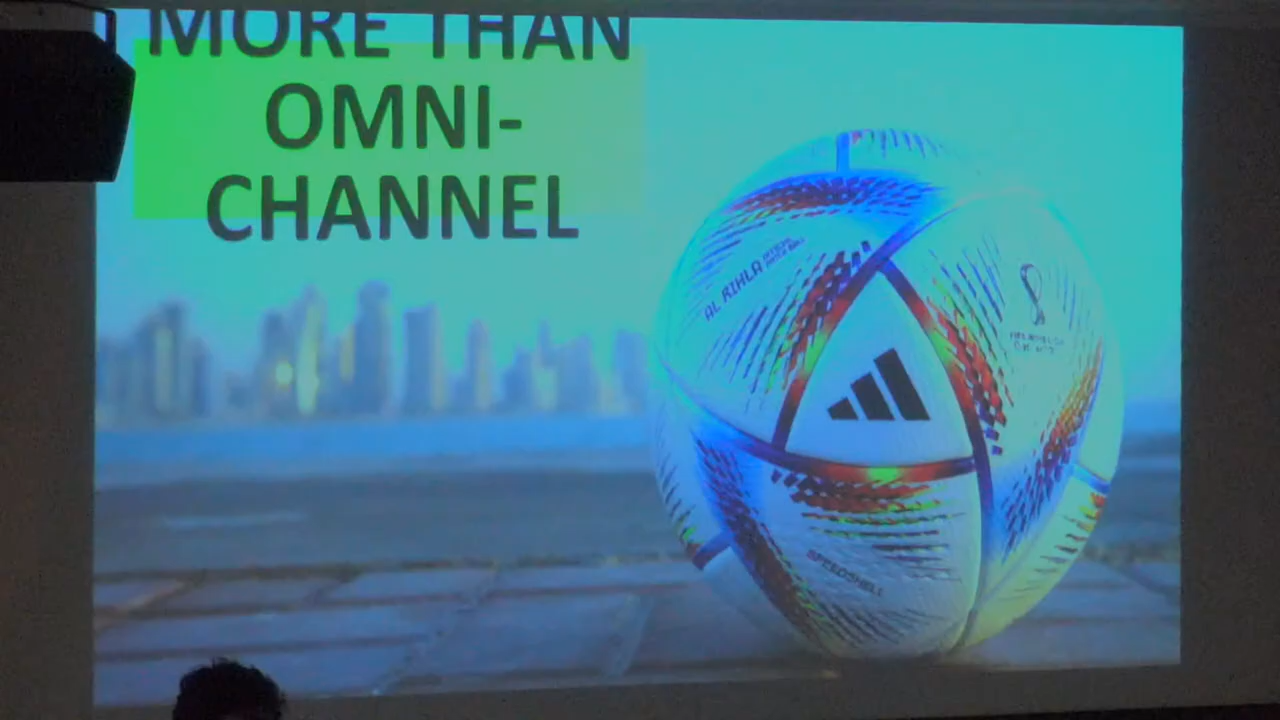 MORE THAN
OMNI-
CHANNEL
AL RIHLA
SPEEDSHELL